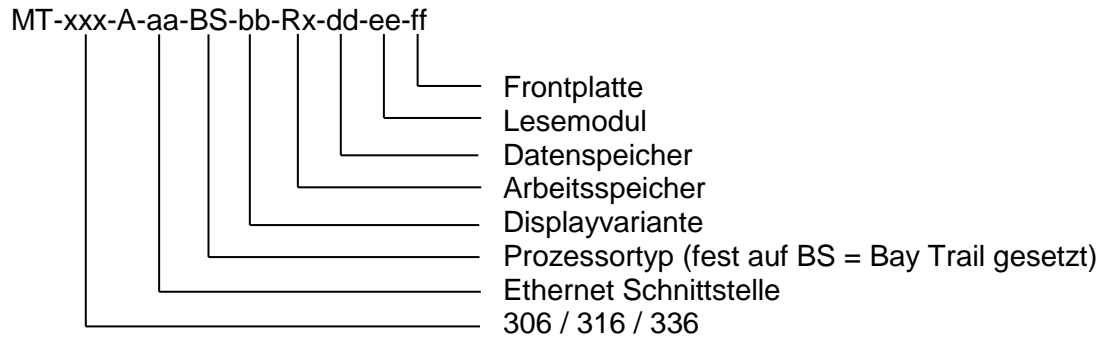 MT-xxx-A-aa-BS-bb-Rx-dd-ee-ff
Frontplatte
Lesemodul
Datenspeicher
Arbeitsspeicher
Displayvariante
Prozessortyp (fest auf BS = Bay Trail gesetzt)
Ethernet Schnittstelle
306 / 316 / 336